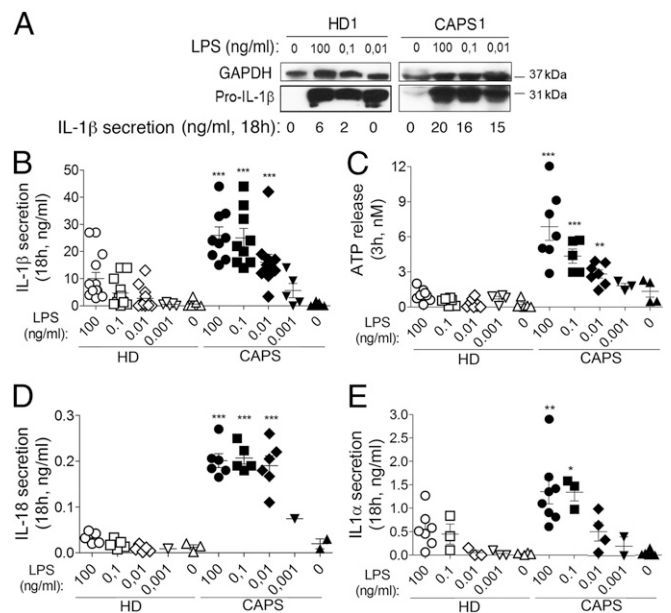 A
HD1 CAPS1
LPS (ng/ml): 0 100 0,1 0,01 0 100 0,1 0,01
GAPDH 37kDa
Pro-IL-1β 31kDa
IL-1β secretion (ng/ml, 18h): 0 6 2 0 0 20 16 15
B
IL-1β secretion
(18h, ng/ml)
50
40
30
20
10
0
*** *** ***
LPS
(ng/ml):
100 0,1 0.01 0.001 0 100 0,1 0.01 0.001 0
HD CAPS
C
ATP release
(3h, nM)
12
9
6
3
0
*** *** **
LPS
(ng/ml):
100 0.1 0.01 0.001 0 100 0.1 0.01 0.001 0
HD CAPS
D
IL-18 secretion
(18h, ng/ml)
0.2
0.1
0.0
*** *** ***
LPS
(ng/ml):
100 0,1 0.01 0,001 0 100 0,1 0.01 0,001 0
HD CAPS
E
IL1α secretion
(18h, ng/ml)
3.0
2.5
2.0
1.5
1.0
0.5
0.0
** *
LPS
(ng/ml):
100 0.1 0,01 0,001 0 100 0.1 0,01 0,001 0
HD CAPS